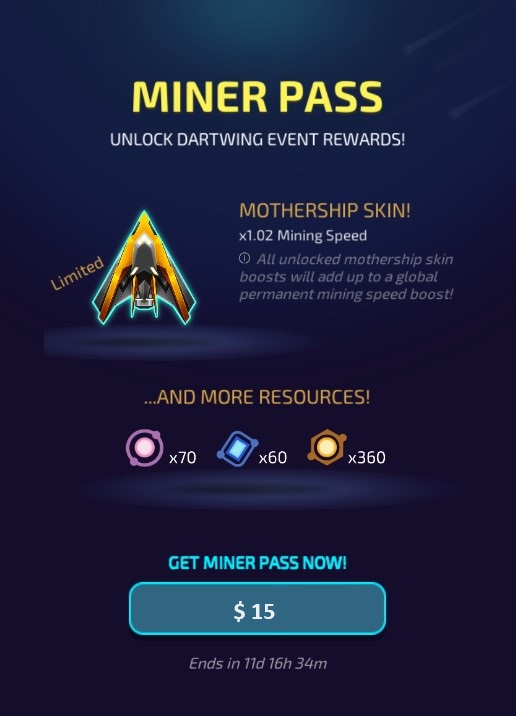 MINER PASS
UNLOCK DARTWING EVENT REWARDS!
MOTHERSHIP SKIN!
x1.02 Mining Speed
Limited
ⓘ All unlocked mothership skin
boosts will add up to a global
permanent mining speed boost!
...AND MORE RESOURCES!
x70 x60 x360
GET MINER PASS NOW!
$ 15
Ends in 11d 16h 34m